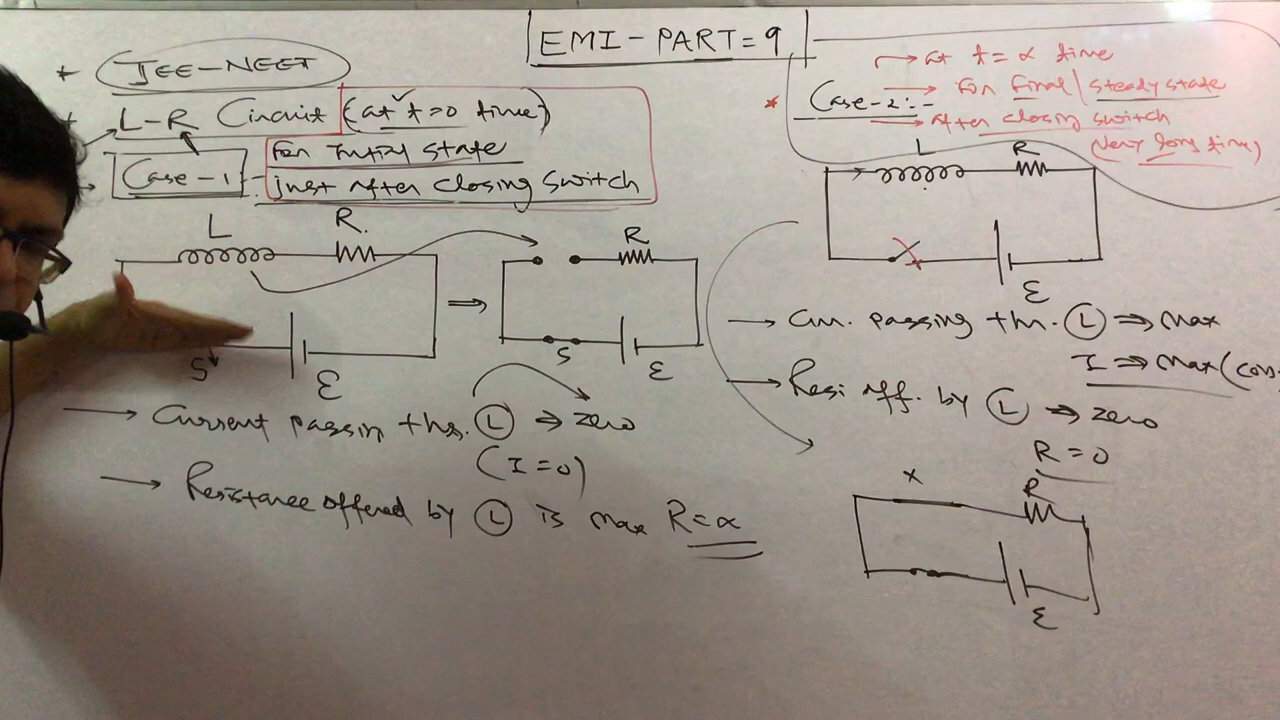 EMI-PART=9
JEE-NEET
L-R Circuit (at t=0 time)
Case-1:-
For Initial state
just After closing switch
L
R.
S
ε
R
S
ε
→ Current passin thr. L ⇒ zero
(I=0)
→ Resistance offered by L is max R=α
→ at t=α time
Case-2:-
→ For final/steady state
→ After closing switch
(very long time)
L
R
ε
→ Cur. passing thr. L ⇒ Max
I ⇒ Max (con
→ Resi off. by L ⇒ zero
R=0
X
R
ε